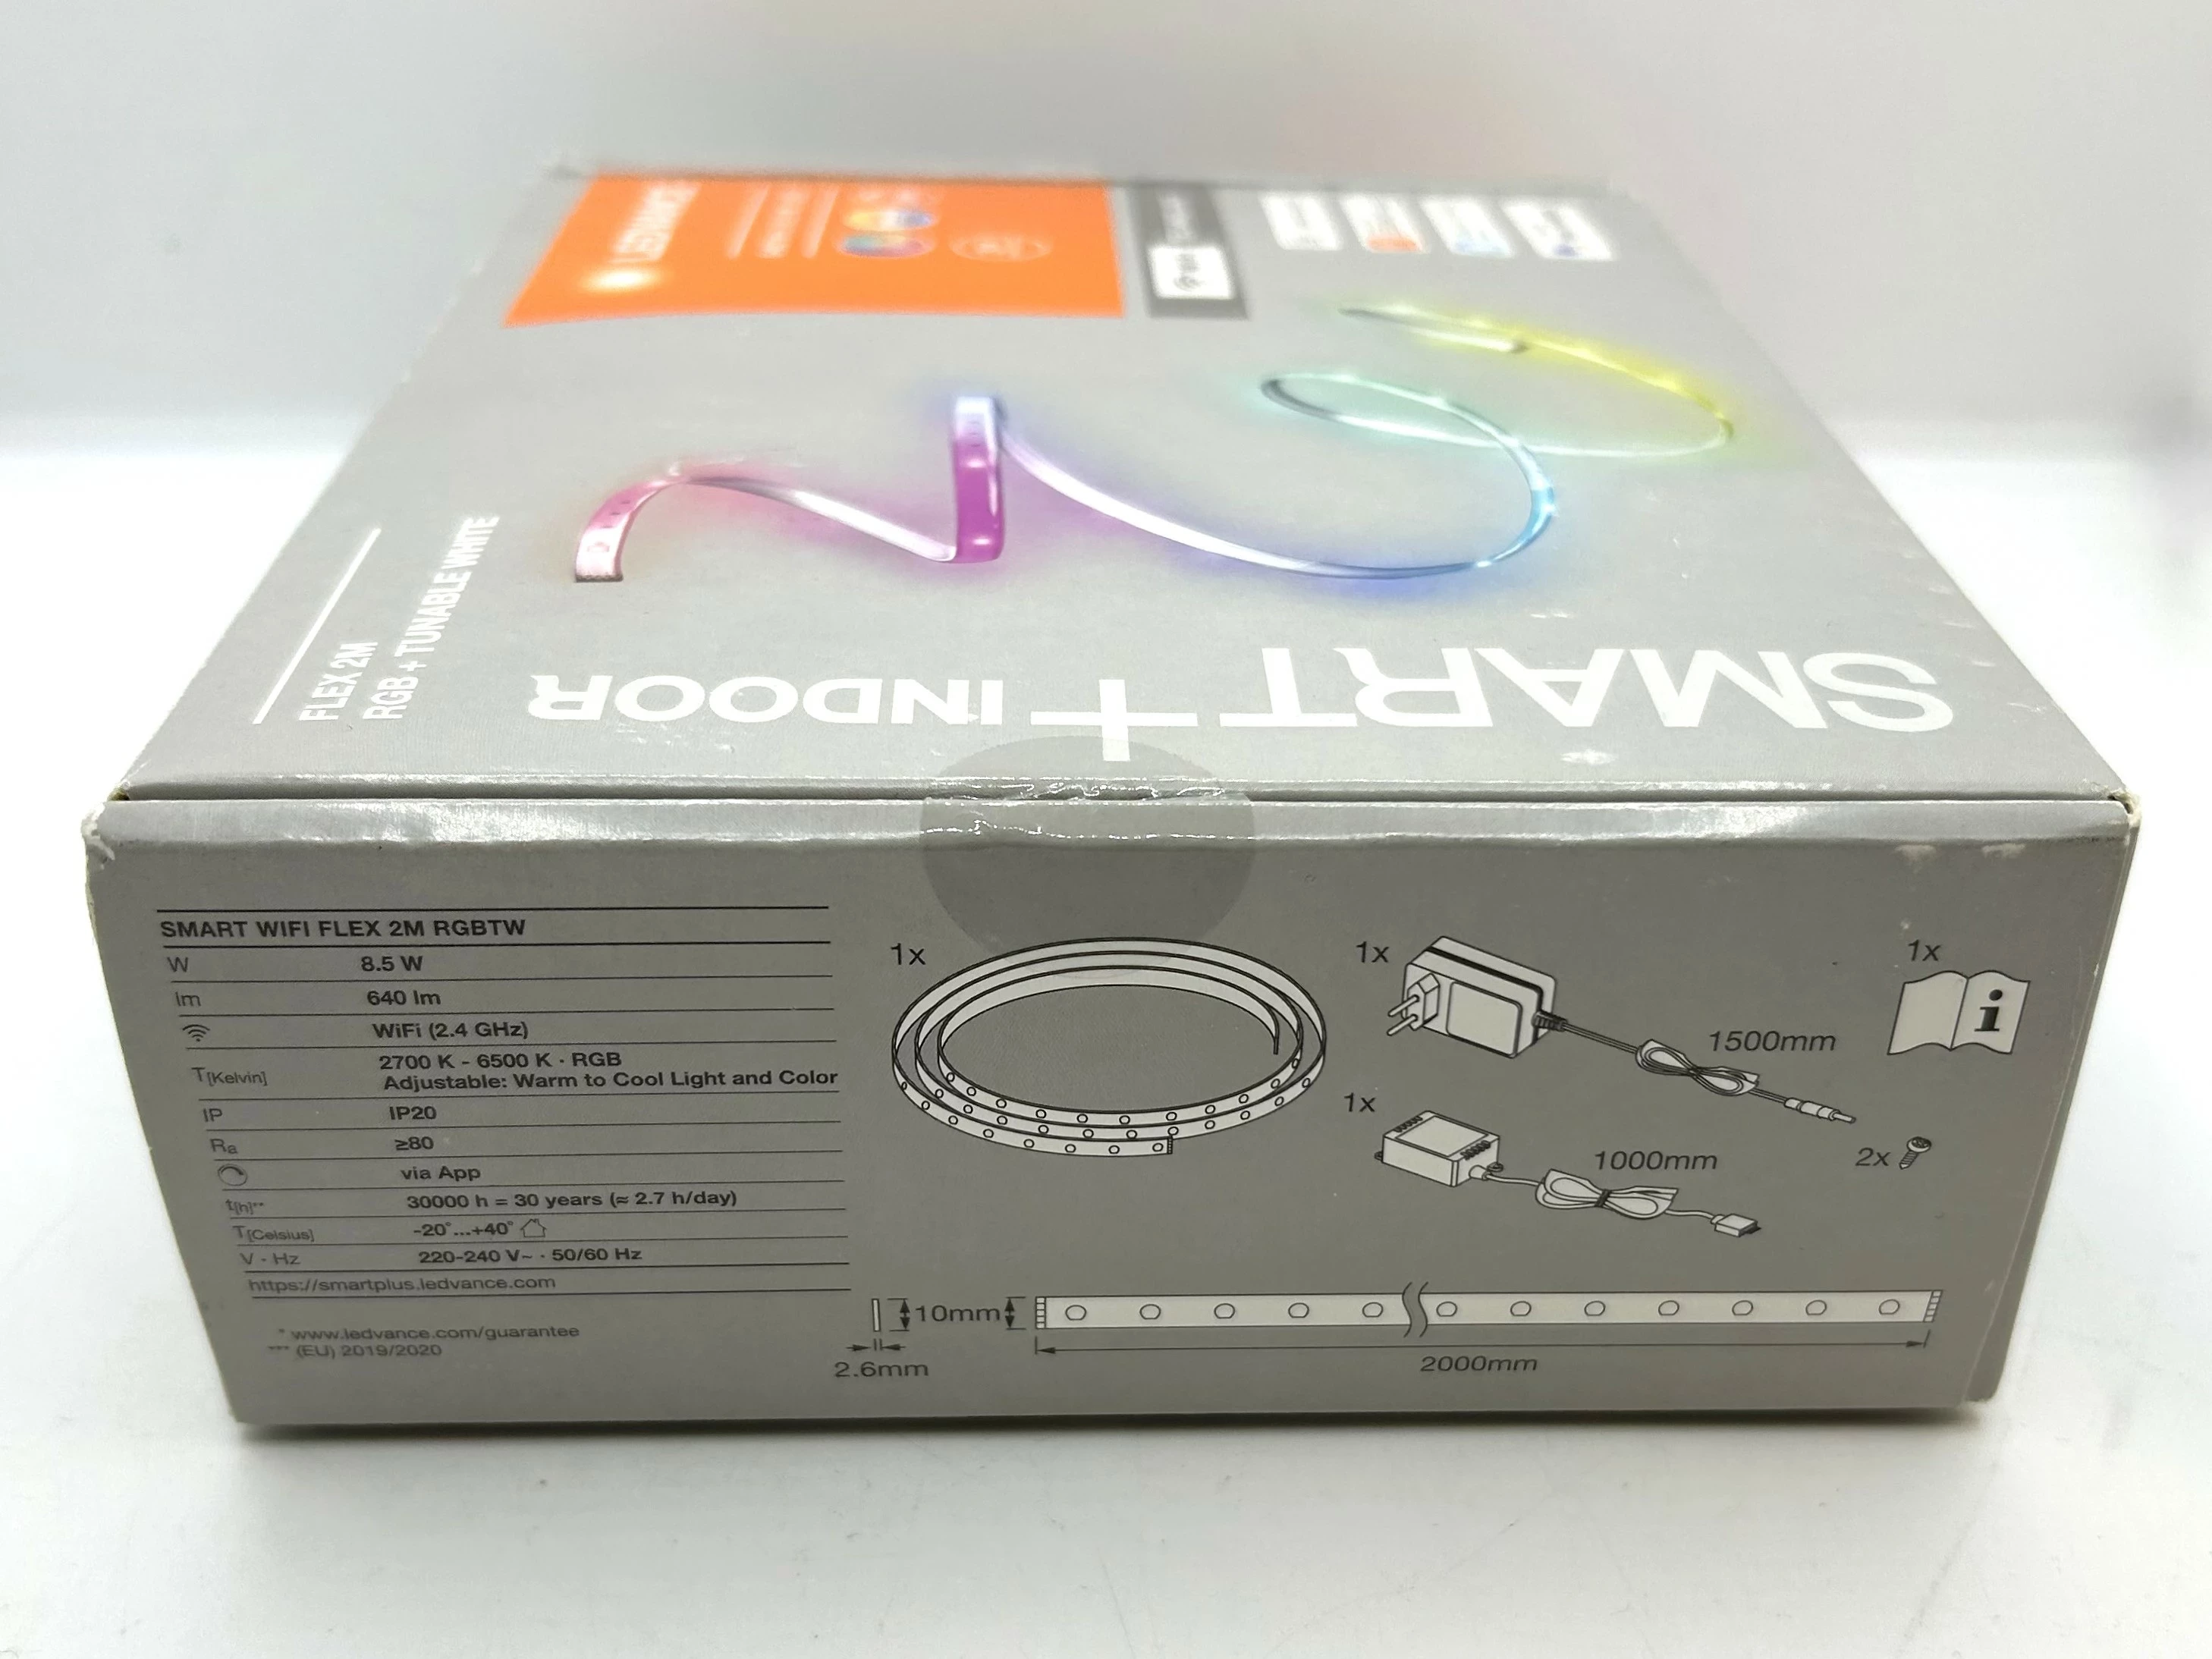 LEDVANCE
FLEX 2M
RGB + TUNABLE WHITE
SMART+ INDOOR
SMART WIFI FLEX 2M RGBTW
W 8.5 W
lm 640 lm
WiFi (2.4 GHz)
T[Kelvin] 2700 K - 6500 K · RGB
Adjustable: Warm to Cool Light and Color
IP IP20
Ra ≥80
via App
t[h]** 30000 h = 30 years (≈ 2.7 h/day)
T[Celsius] -20°...+40°
V - Hz 220-240 V~ · 50/60 Hz
https://smartplus.ledvance.com
* www.ledvance.com/guarantee
*** (EU) 2019/2020
1x
1x
1500mm
1x
i
1x
1000mm
2x
10mm
2.6mm
2000mm